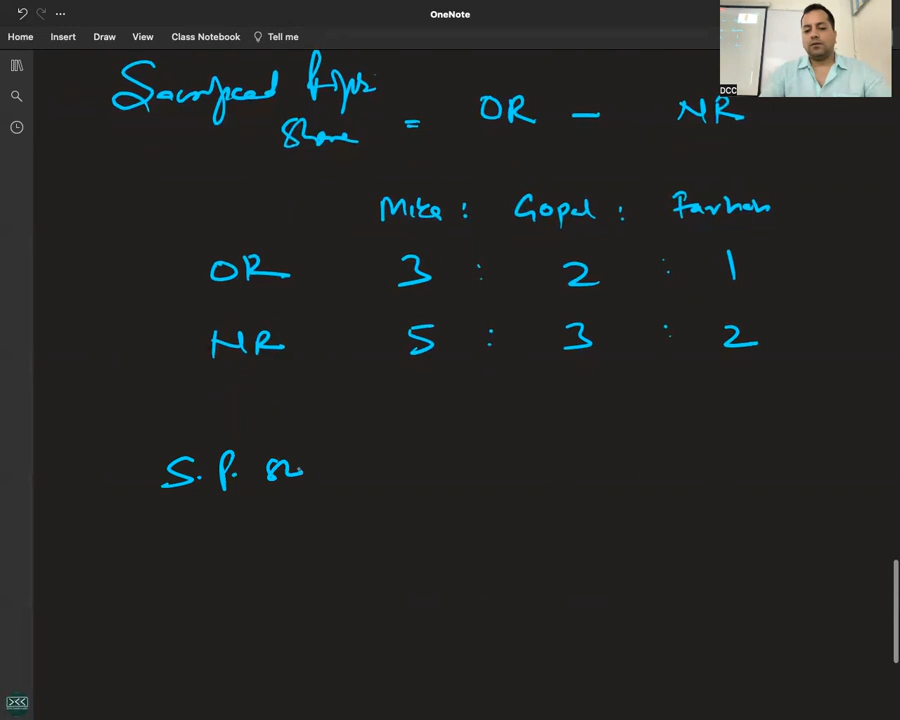 OneNote
Home Insert Draw View Class Notebook Tell me
DCC
Sacrificed
Share = OR - NR
Mike : Gopal : Farhan
OR 3 : 2 : 1
NR 5 : 3 : 2
S. P.